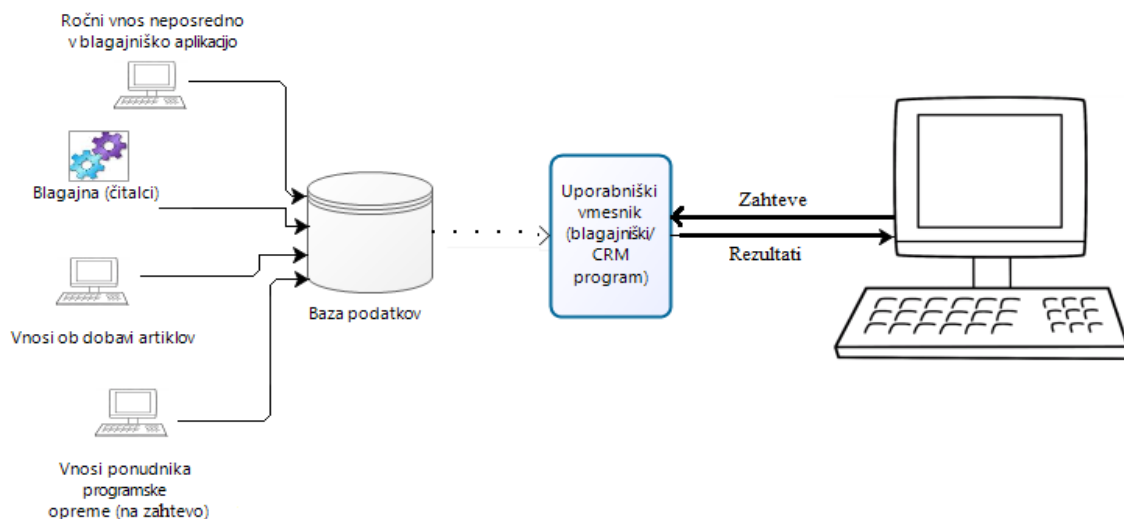 Ročni vnos neposredno
v blagajniško aplikacijo
Blagajna (čitalci)
Vnosi ob dobavi artiklov
Vnosi ponudnika
programske
opreme (na zahtevo)
Baza podatkov
Uporabniški
vmesnik
(blagajniški/
CRM
program)
Zahteve
Rezultati